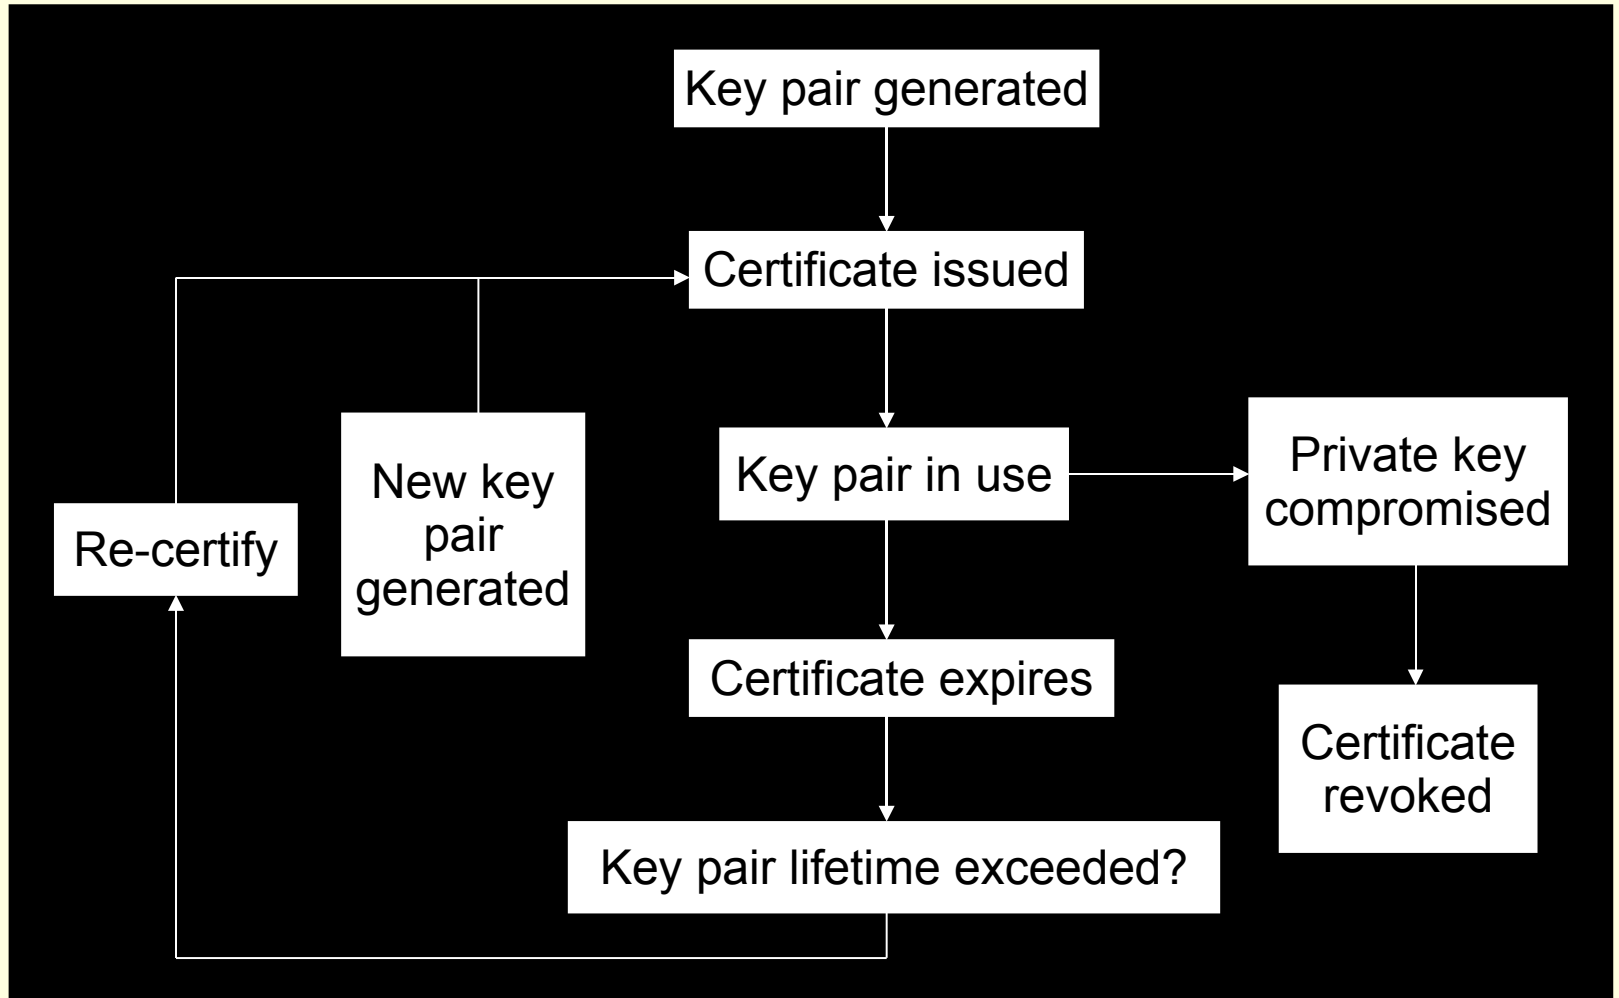 Key pair generated
Certificate issued
Key pair in use
Private key
compromised
New key
pair
generated
Re-certify
Certificate expires
Certificate
revoked
Key pair lifetime exceeded?